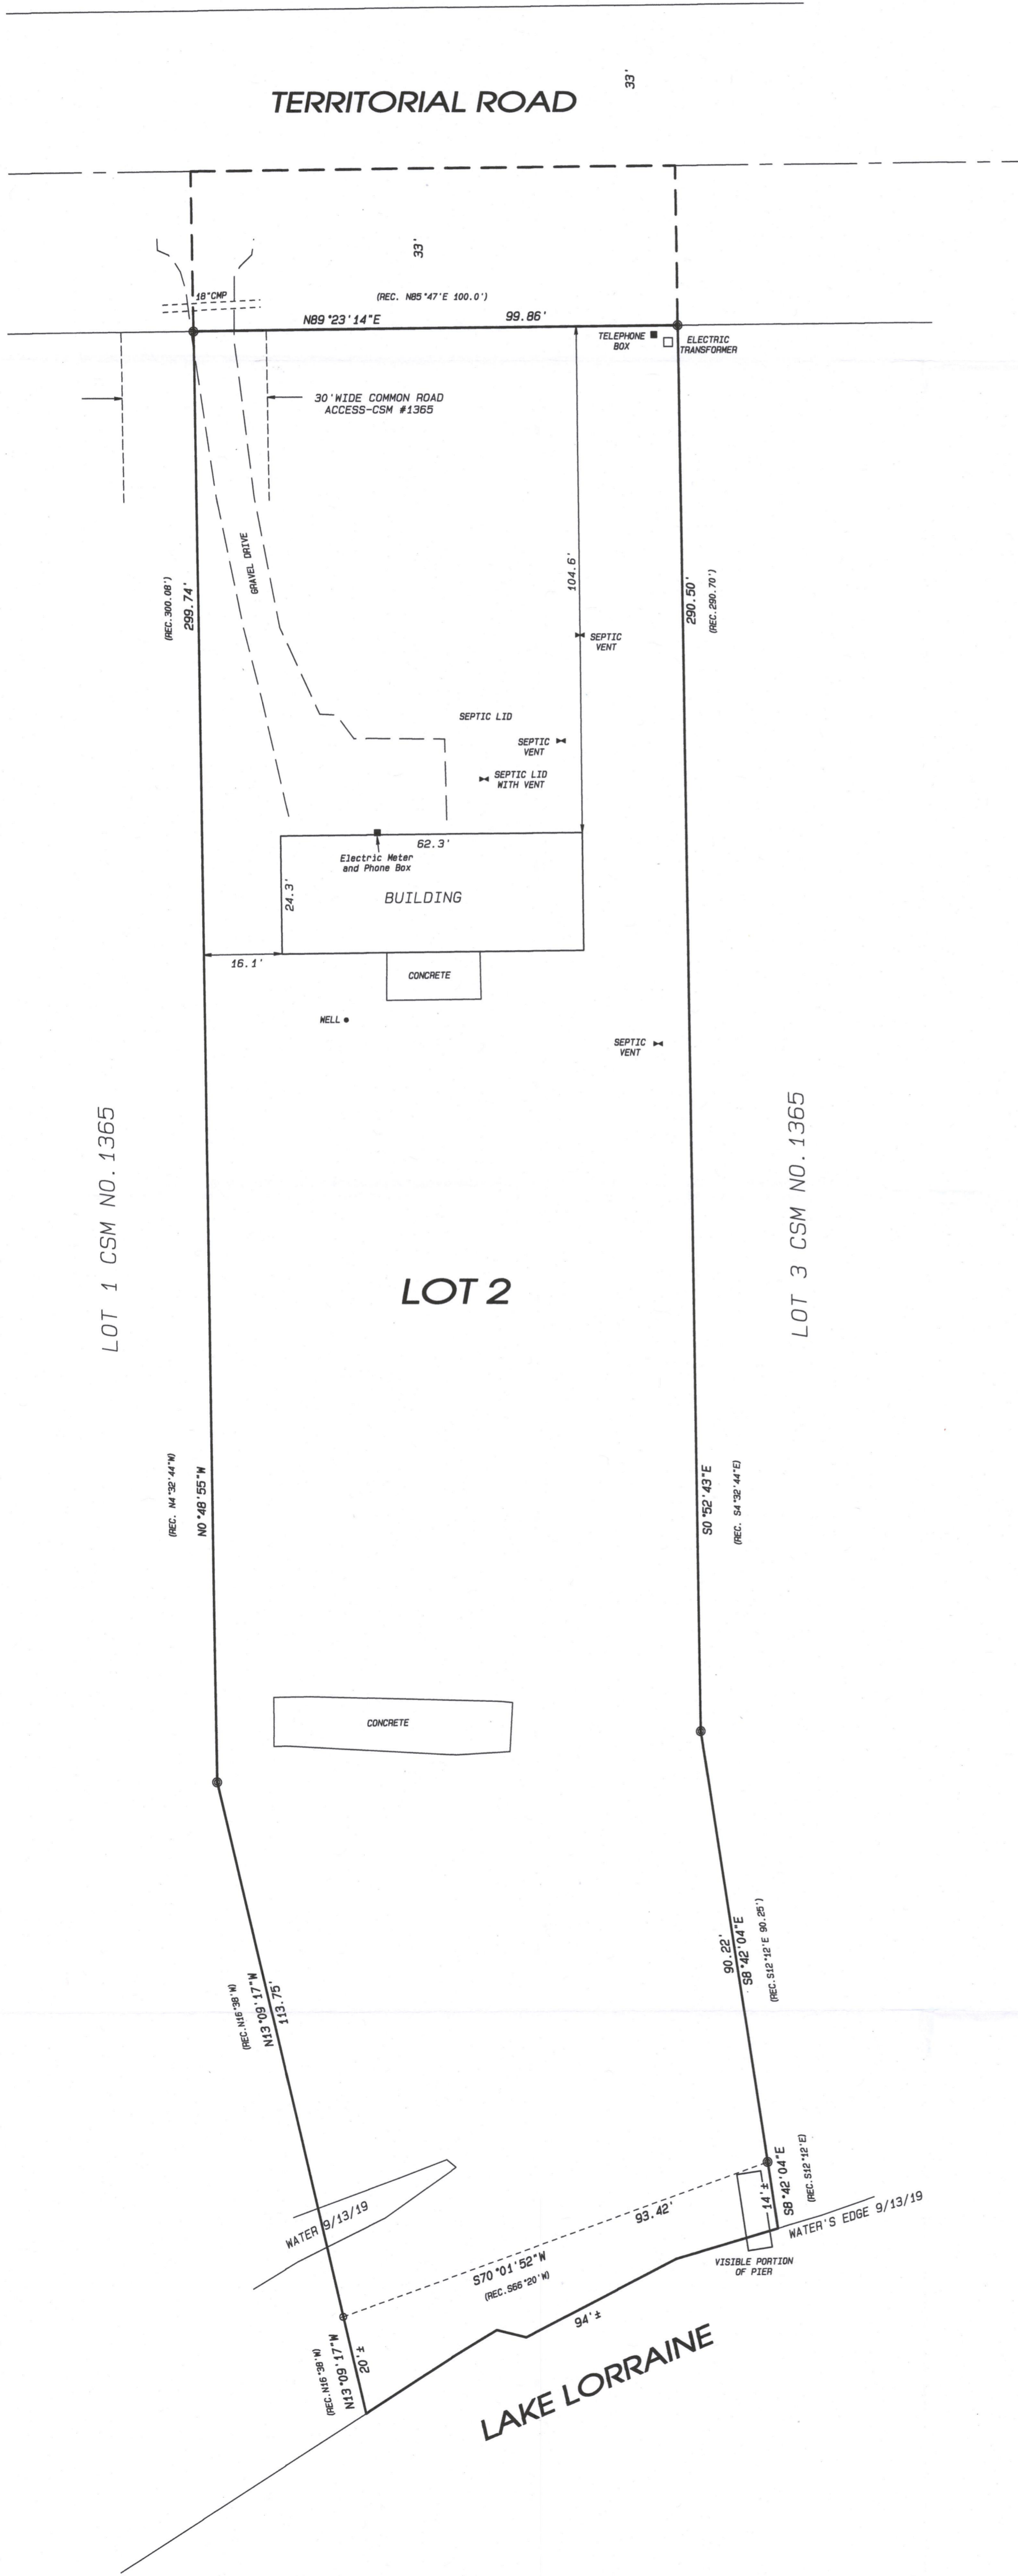 33'
TERRITORIAL ROAD
33'
18"CMP
(REC. N85°47'E 100.0')
N89°23'14"E
99.86'
TELEPHONE
BOX
ELECTRIC
TRANSFORMER
30'WIDE COMMON ROAD
ACCESS-CSM #1365
GRAVEL DRIVE
104.6'
(REC.300.08')
299.74'
290.50'
(REC.290.70')
SEPTIC
VENT
SEPTIC LID
SEPTIC
VENT
SEPTIC LID
WITH VENT
62.3'
Electric Meter
and Phone Box
24.3'
BUILDING
16.1'
CONCRETE
WELL
SEPTIC
VENT
LOT 1 CSM NO.1365
LOT 3 CSM NO.1365
LOT 2
(REC. N4°32'44"W)
N0°48'55"W
S0°52'43"E
(REC. S4°32'44"E)
CONCRETE
90.22'
S8°42'04"E
(REC.S12°12'E 90.25')
(REC.N16°38'W)
N13°09'17"W
113.75'
WATER 9/13/19
93.42'
S70°01'52"W
(REC.S66°20'W)
14'±
S8°42'04"E
(REC.S12°12'E)
WATER'S EDGE 9/13/19
VISIBLE PORTION
OF PIER
94'±
(REC.N16°38'W)
N13°09'17"W
20'±
LAKE LORRAINE